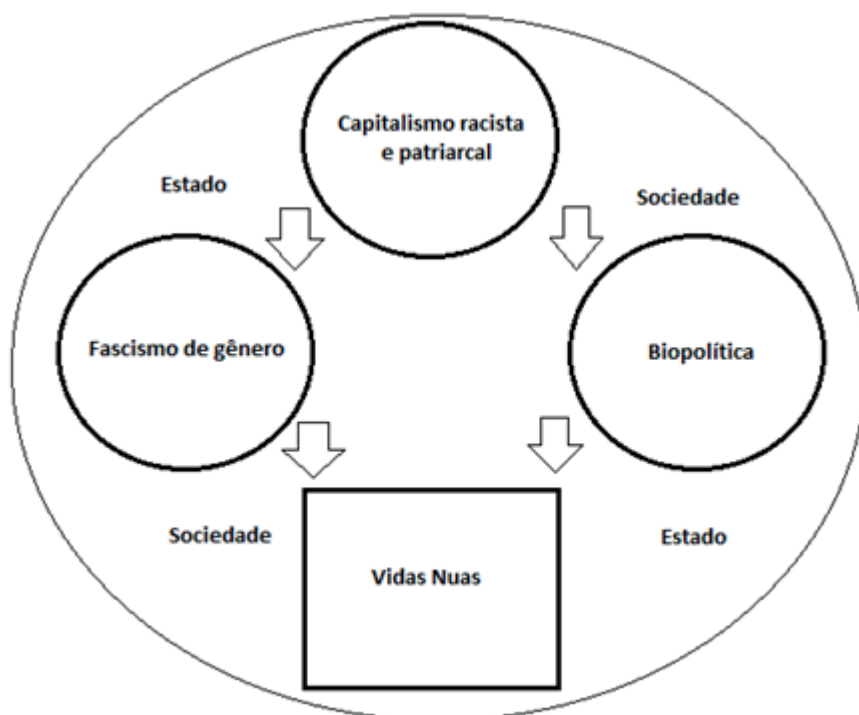 Capitalismo racista
e patriarcal
Estado
Sociedade
Fascismo de gênero
Biopolítica
Sociedade
Estado
Vidas Nuas